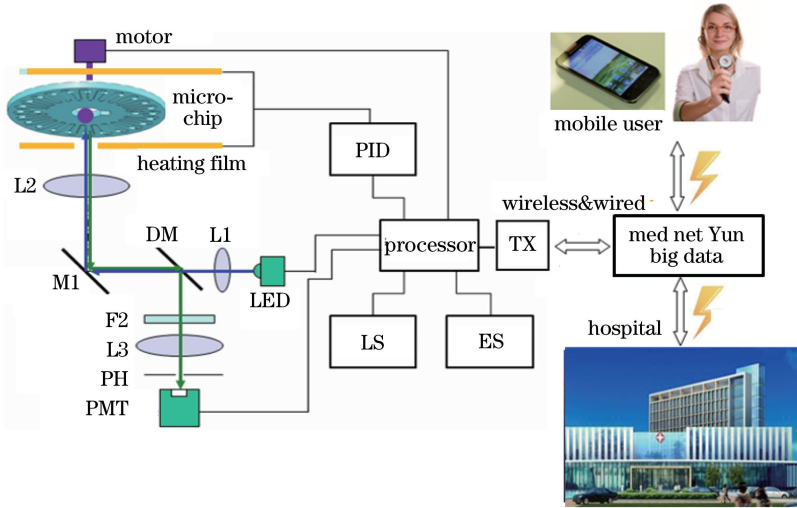 motor
micro-
chip
heating film
L2
DM
L1
M1
LED
F2
L3
PH
PMT
PID
processor
TX
LS
ES
wireless&wired
mobile user
med net Yun
big data
hospital